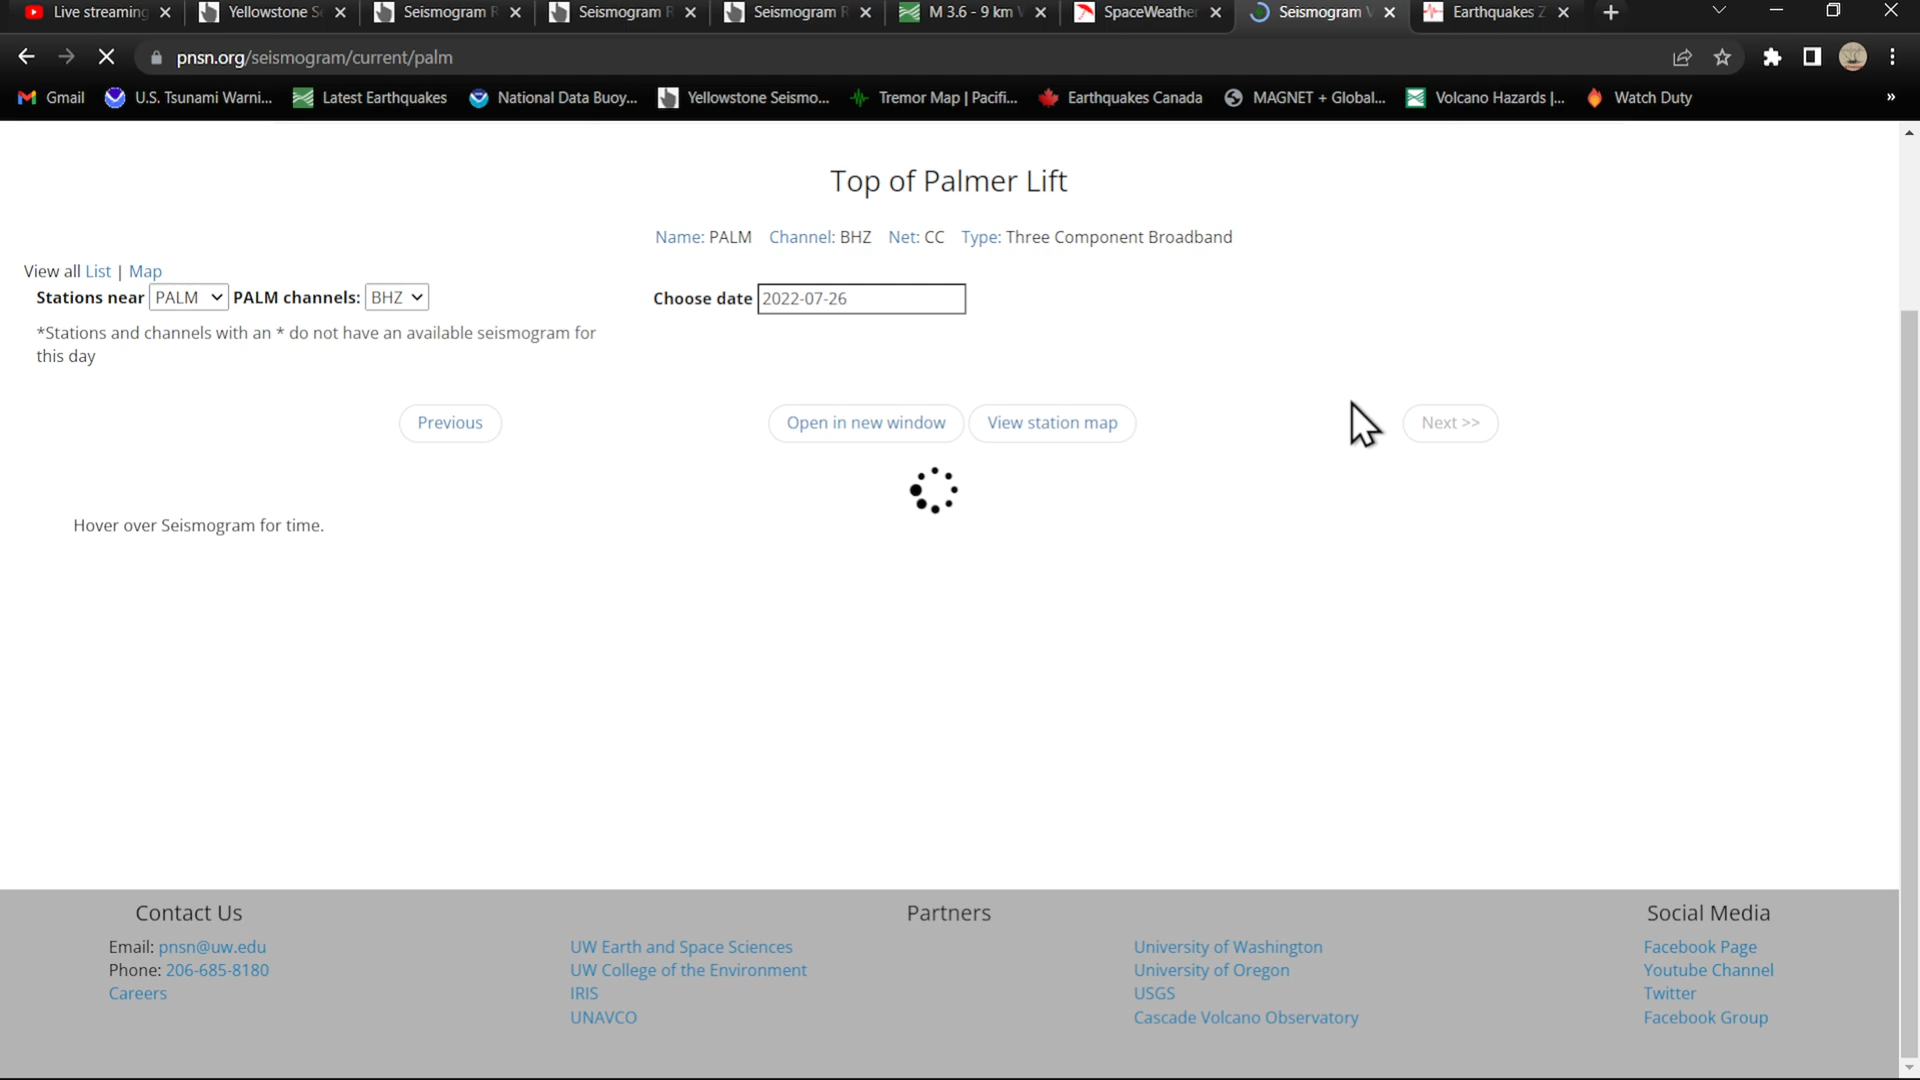 Live streaming
Yellowstone S
Seismogram R
Seismogram R
Seismogram R
M 3.6 - 9 km
SpaceWeather
Seismogram V
Earthquakes Z
pnsn.org/seismogram/current/palm
Gmail
U.S. Tsunami Warni...
Latest Earthquakes
National Data Buoy...
Yellowstone Seismo...
Tremor Map | Pacifi...
Earthquakes Canada
MAGNET + Global...
Volcano Hazards |...
Watch Duty
»
Top of Palmer Lift
Name: PALM Channel: BHZ Net: CC Type: Three Component Broadband
View all List | Map
Stations near PALM PALM channels: BHZ
Choose date 2022-07-26
*Stations and channels with an * do not have an available seismogram for
this day
Previous
Open in new window
View station map
Next >>
Hover over Seismogram for time.
Contact Us
Email: pnsn@uw.edu
Phone: 206-685-8180
Careers
Partners
UW Earth and Space Sciences
UW College of the Environment
IRIS
UNAVCO
University of Washington
University of Oregon
USGS
Cascade Volcano Observatory
Social Media
Facebook Page
Youtube Channel
Twitter
Facebook Group